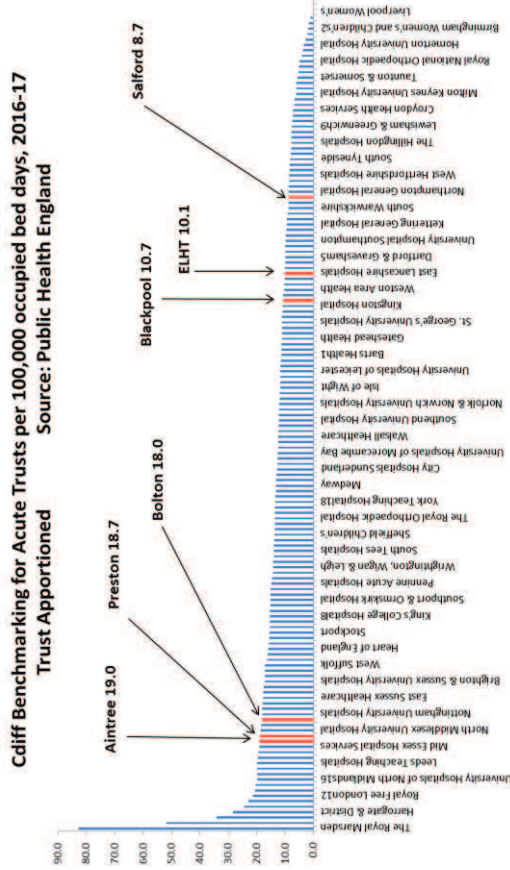 Cdiff Benchmarking for Acute Trusts per 100,000 occupied bed days, 2016-17
Trust Apportioned Source: Public Health England
90.0
80.0
70.0
60.0
50.0
40.0
30.0
20.0
10.0
0.0
Aintree 19.0
Preston 18.7
Bolton 18.0
Blackpool 10.7
ELHT 10.1
Salford 8.7
The Royal Marsden
Harrogate & District
Royal Free London12
University Hospitals of North Midlands16
Leeds Teaching Hospitals
Mid Essex Hospital Services
North Middlesex University Hospital
Nottingham University Hospitals
East Sussex Healthcare
Brighton & Sussex University Hospitals
West Suffolk
Heart of England
Stockport
King's College Hospital8
Southport & Ormskirk Hospital
Pennine Acute Hospitals
Wrightington, Wigan & Leigh
South Tees Hospitals
Sheffield Children's
The Royal Orthopaedic Hospital
York Teaching Hospital18
Medway
City Hospitals Sunderland
University Hospitals of Morecambe Bay
Walsall Healthcare
Southend University Hospital
Norfolk & Norwich University Hospitals
Isle of Wight
University Hospitals of Leicester
Barts Health1
Gateshead Health
St. George's University Hospitals
Kingston Hospital
Weston Area Health
East Lancashire Hospitals
Dartford & Gravesham5
University Hospital Southampton
Kettering General Hospital
South Warwickshire
Northampton General Hospital
West Hertfordshire Hospitals
South Tyneside
The Hillingdon Hospitals
Lewisham & Greenwich9
Croydon Health Services
Milton Keynes University Hospital
Taunton & Somerset
Royal National Orthopaedic Hospital
Homerton University Hospital
Birmingham Women's and Children's2
Liverpool Women's